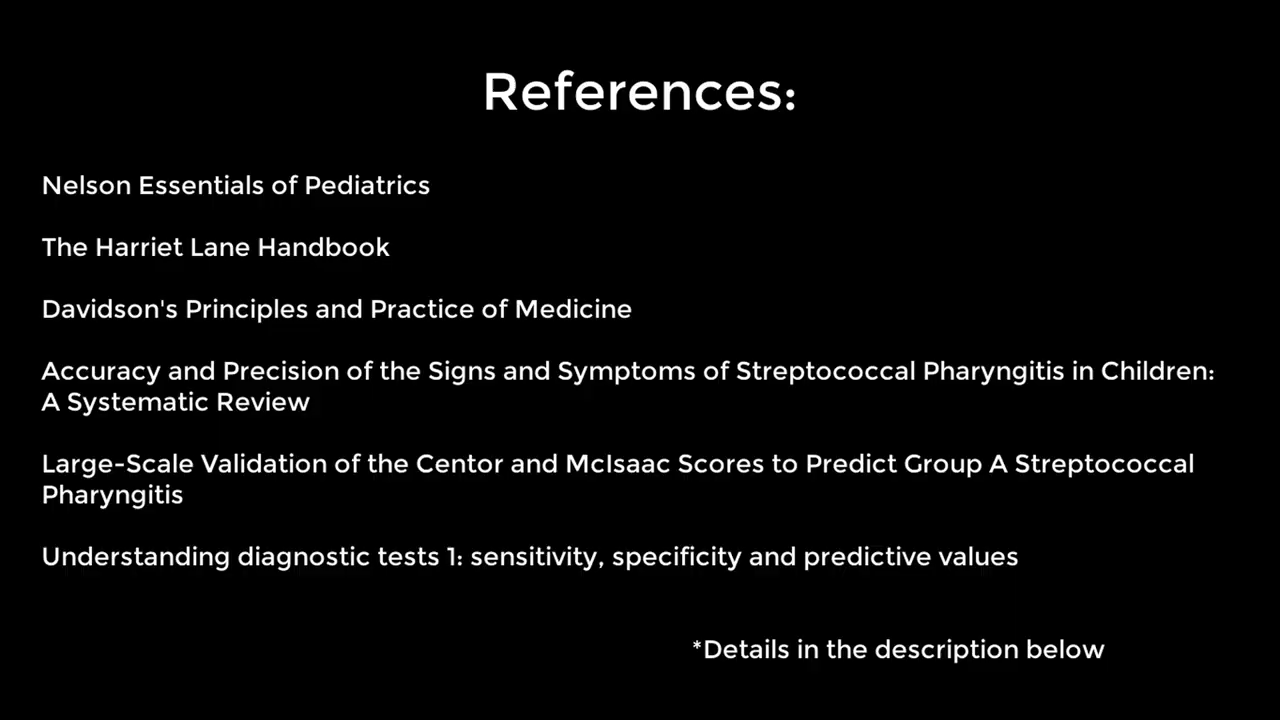 References:
Nelson Essentials of Pediatrics
The Harriet Lane Handbook
Davidson's Principles and Practice of Medicine
Accuracy and Precision of the Signs and Symptoms of Streptococcal Pharyngitis in Children:
A Systematic Review
Large-Scale Validation of the Centor and McIsaac Scores to Predict Group A Streptococcal
Pharyngitis
Understanding diagnostic tests 1: sensitivity, specificity and predictive values
*Details in the description below